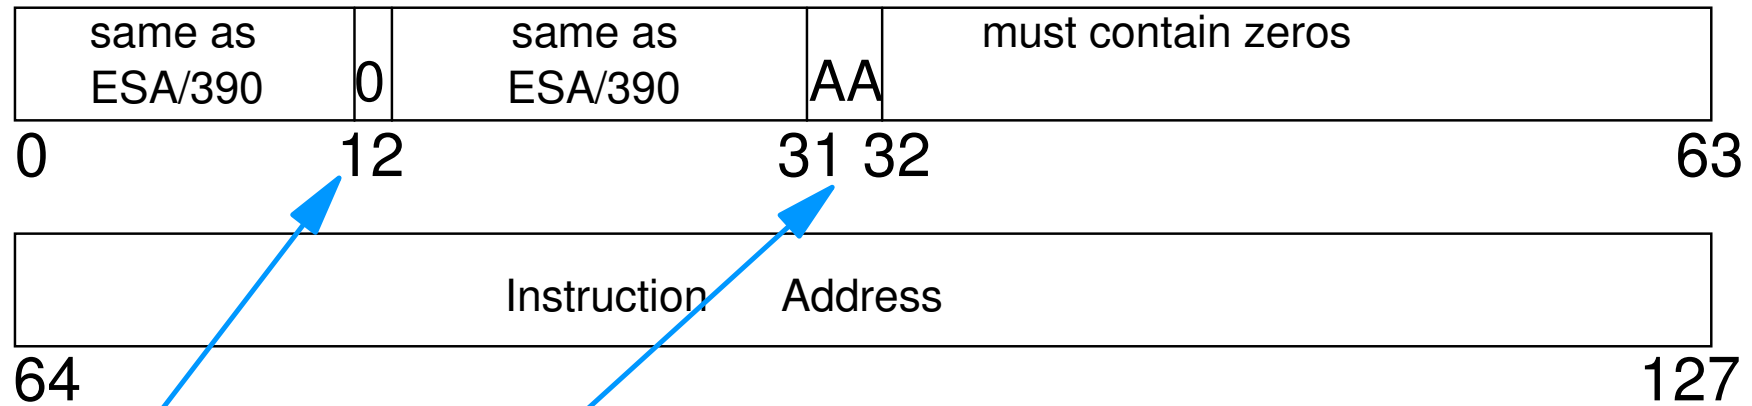 same as same as must contain zeros
ESA/390 0 ESA/390 AA
0 12 31 32 63
Instruction Address
64 127